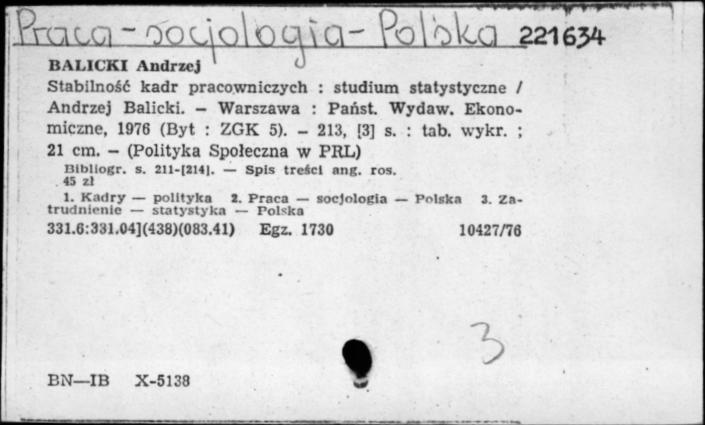 Praca - socjologia - Polska 221634
BALICKI Andrzej
Stabilność kadr pracowniczych : studium statystyczne /
Andrzej Balicki. — Warszawa : Państ. Wydaw. Ekono-
miczne, 1976 (Byt : ZGK 5). — 213, [3] s. : tab. wykr. ;
21 cm. — (Polityka Społeczna w PRL)
Bibliogr. s. 211-[214]. — Spis treści ang. ros.
45 zł
1. Kadry — polityka 2. Praca — socjologia — Polska 3. Za-
trudnienie — statystyka — Polska
331.6:331.04](438)(083.41) Egz. 1730 10427/76
3
BN—IB X-5138